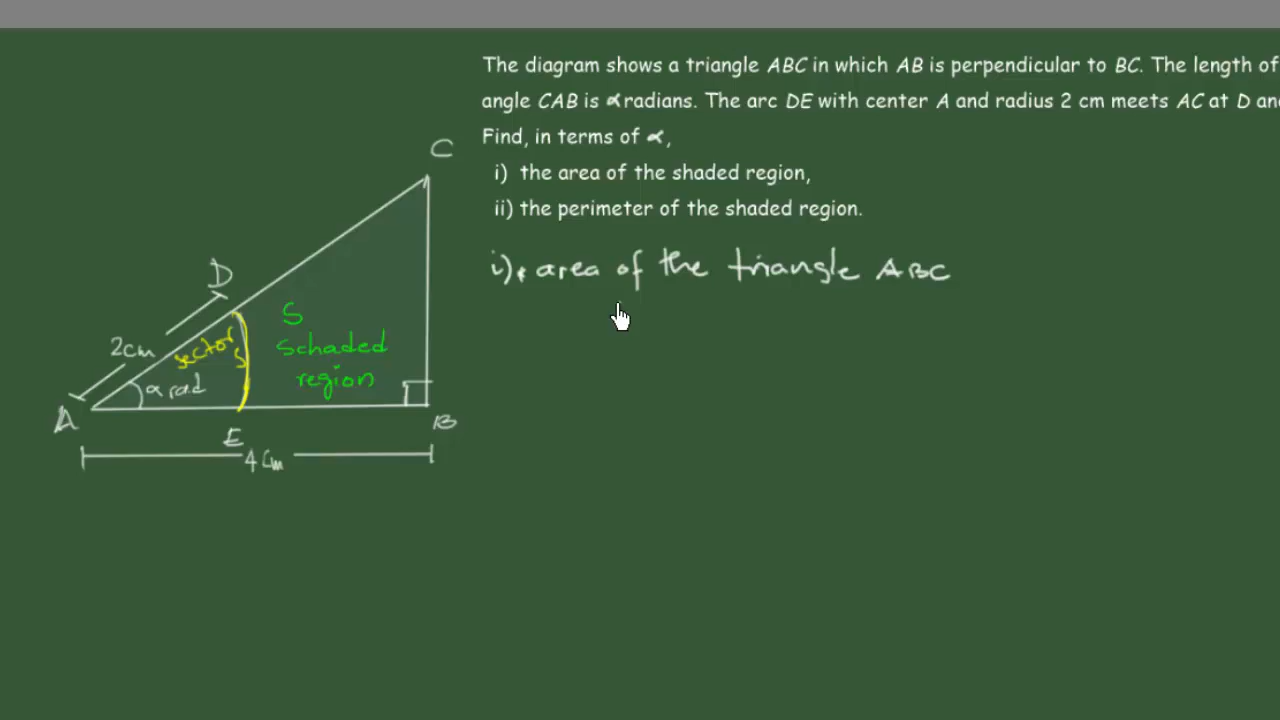 The diagram shows a triangle ABC in which AB is perpendicular to BC. The length of
angle CAB is α radians. The arc DE with center A and radius 2 cm meets AC at D and
Find, in terms of α,
i) the area of the shaded region,
ii) the perimeter of the shaded region.
i) area of the triangle ABC
C
D
2cm
sector
S
α rad
S
Schaded
region
A
E
B
4 cm